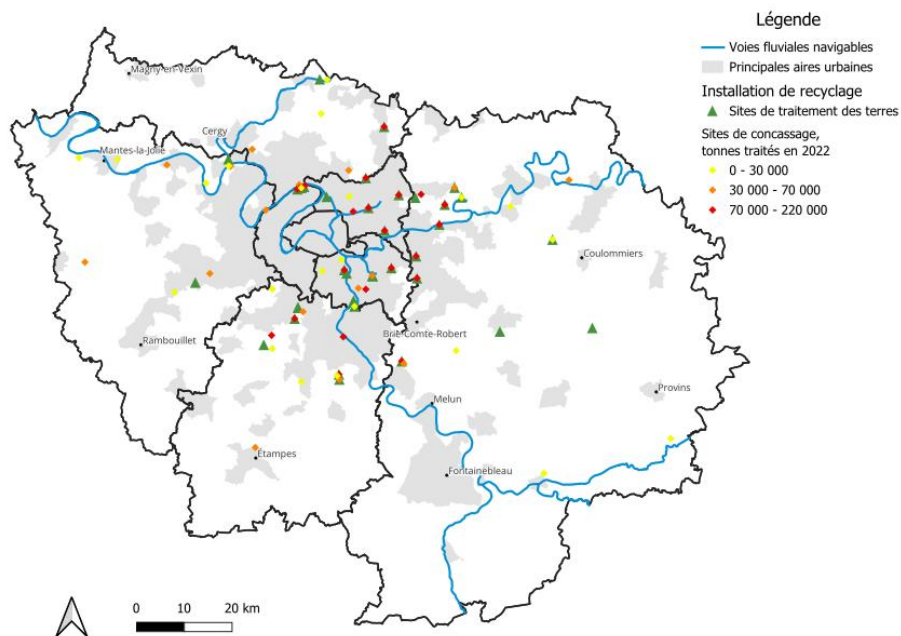 Légende
Voies fluviales navigables
Principales aires urbaines
Installation de recyclage
Sites de traitement des terres
Sites de concassage,
tonnes traités en 2022
0 - 30 000
30 000 - 70 000
70 000 - 220 000
Magny-en-Vexin
Cergy
Mantes-la-Jolie
Coulommiers
Rambouillet
Brie-Comte-Robert
Provins
Melun
Étampes
Fontainebleau
0 10 20 km